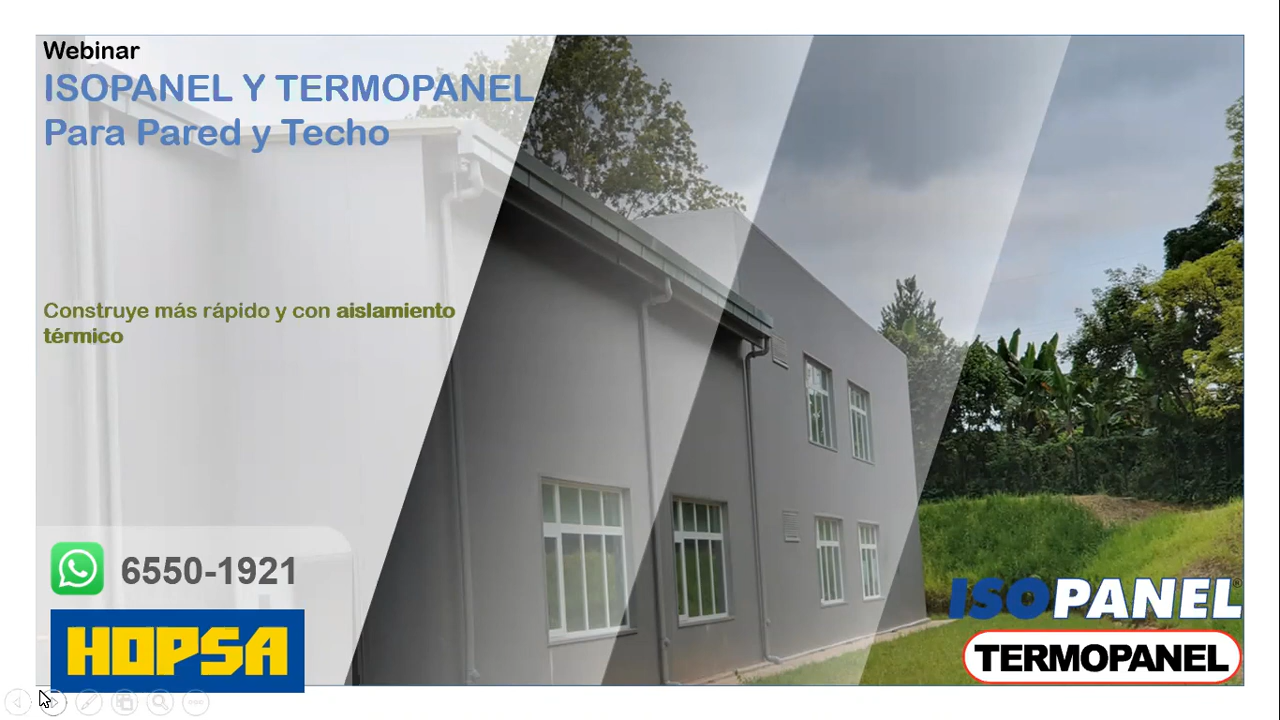 Webinar
ISOPANEL Y TERMOPANEL
Para Pared y Techo
Construye más rápido y con aislamiento
térmico
6550-1921
HOPSA
ISOPANEL®
TERMOPANEL